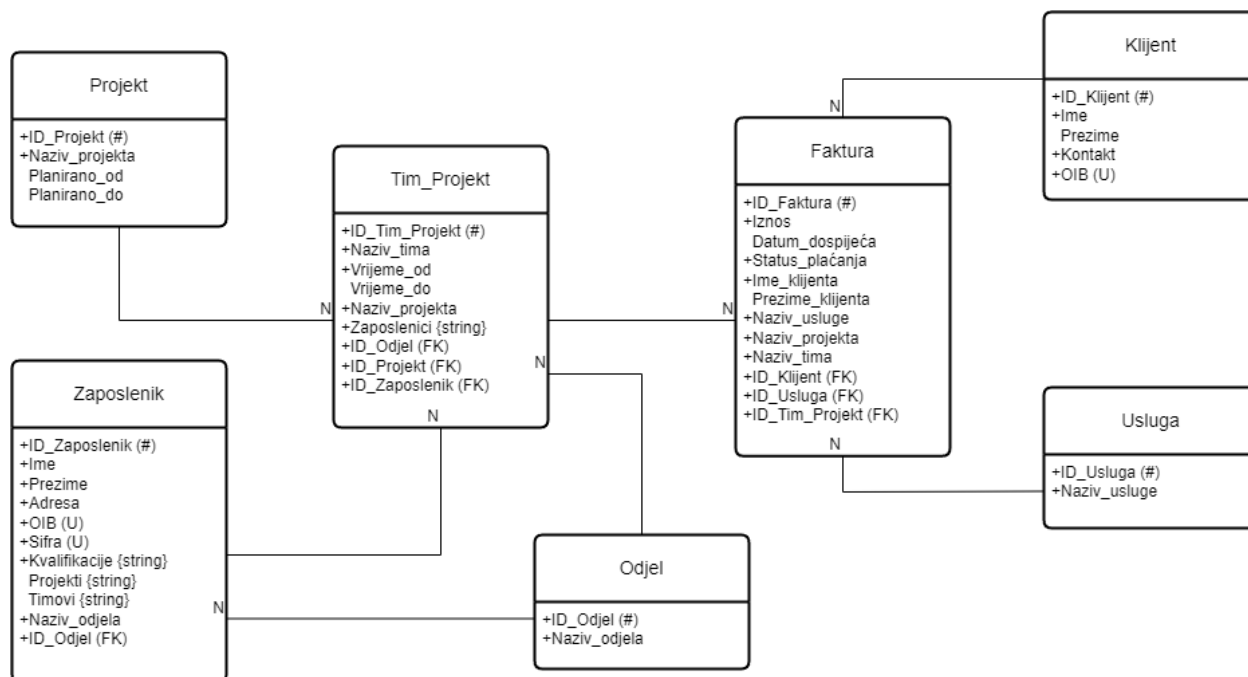 Projekt
+ID_Projekt (#)
+Naziv_projekta
Planirano_od
Planirano_do
N
Tim_Projekt
+ID_Tim_Projekt (#)
+Naziv_tima
+Vrijeme_od
Vrijeme_do
+Naziv_projekta
+Zaposlenici {string}
+ID_Odjel (FK)
+ID_Projekt (FK)
+ID_Zaposlenik (FK)
N
N
N
N
Faktura
+ID_Faktura (#)
+Iznos
Datum_dospijeća
+Status_plaćanja
+Ime_klijenta
Prezime_klijenta
+Naziv_usluge
+Naziv_projekta
+Naziv_tima
+ID_Klijent (FK)
+ID_Usluga (FK)
+ID_Tim_Projekt (FK)
N
Klijent
+ID_Klijent (#)
+Ime
Prezime
+Kontakt
+OIB (U)
Zaposlenik
+ID_Zaposlenik (#)
+Ime
+Prezime
+Adresa
+OIB (U)
+Sifra (U)
+Kvalifikacije {string}
Projekti {string}
Timovi {string}
+Naziv_odjela
+ID_Odjel (FK)
N
Odjel
+ID_Odjel (#)
+Naziv_odjela
Usluga
+ID_Usluga (#)
+Naziv_usluge